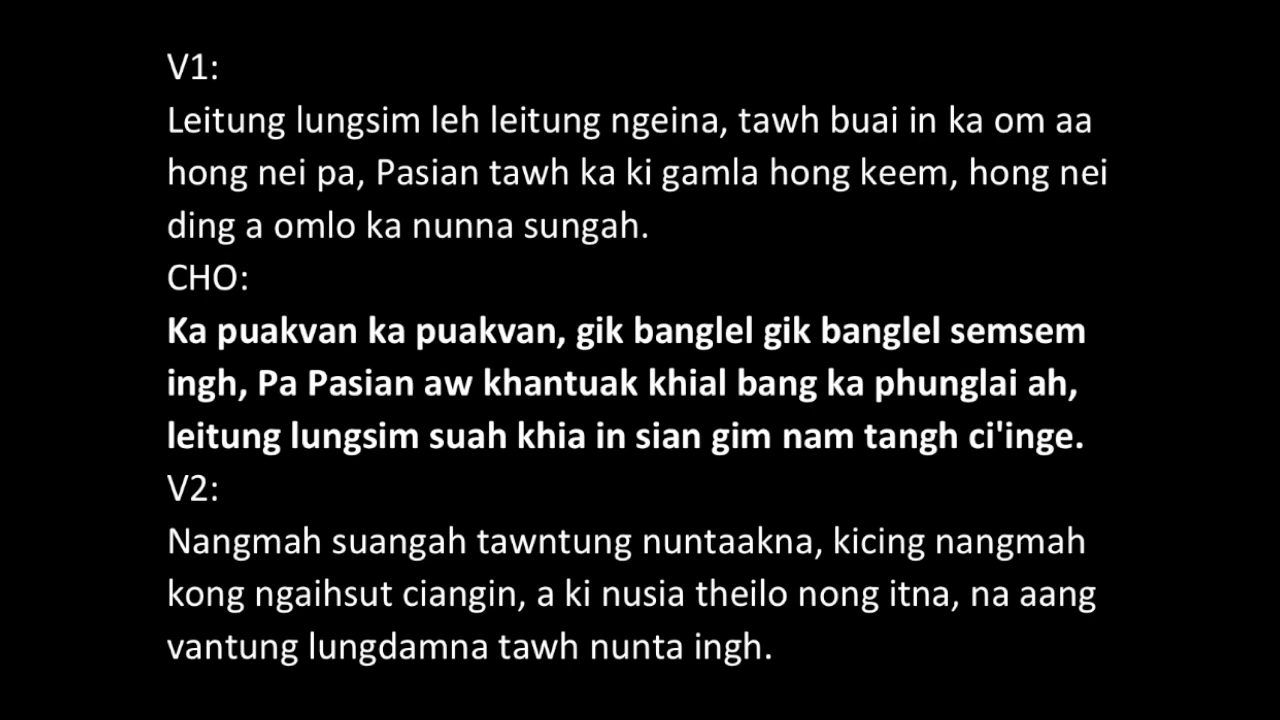 V1:
Leitung lungsim leh leitung ngeina, tawh buai in ka om aa
hong nei pa, Pasian tawh ka ki gamla hong keem, hong nei
ding a omlo ka nunna sungah.
CHO:
Ka puakvan ka puakvan, gik banglel gik banglel semsem
ingh, Pa Pasian aw khantuak khial bang ka phunglai ah,
leitung lungsim suah khia in sian gim nam tangh ci'inge.
V2:
Nangmah suangah tawntung nuntaakna, kicing nangmah
kong ngaihsut ciangin, a ki nusia theilo nong itna, na aang
vantung lungdamna tawh nunta ingh.